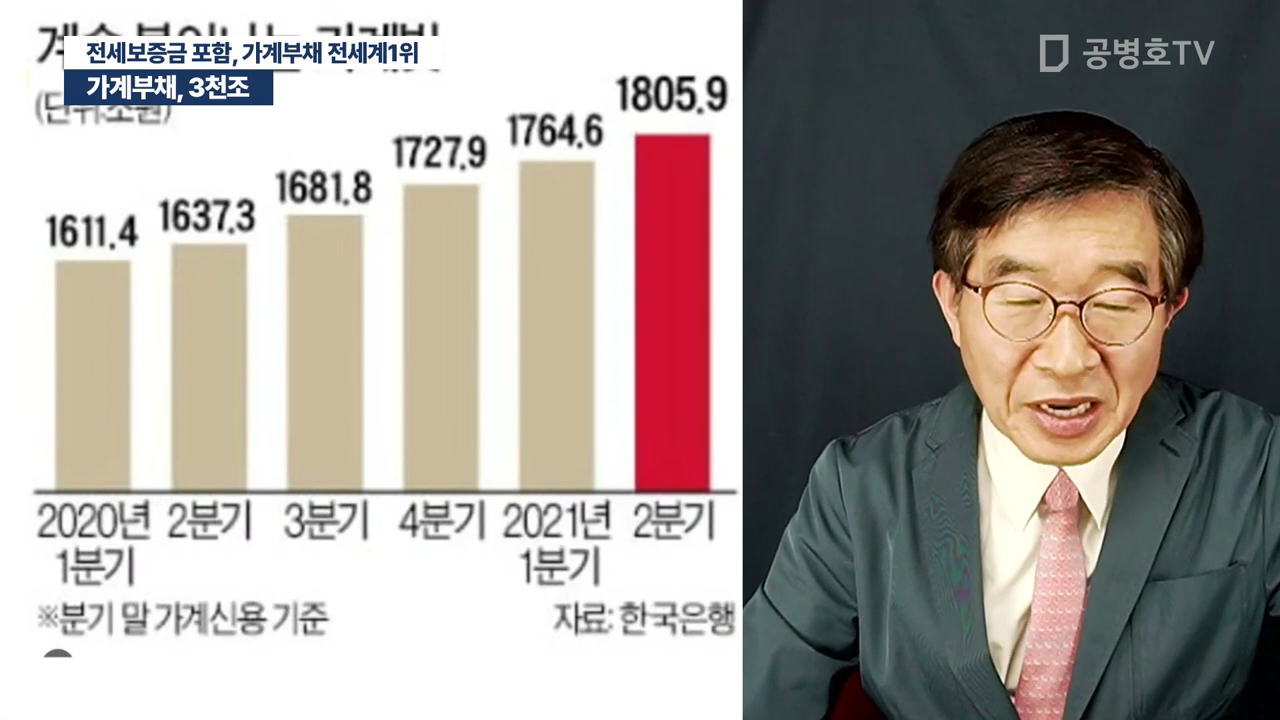 전세보증금 포함, 가계부채 전세계1위
가계부채, 3천조
공병호TV
1611.4
1637.3
1681.8
1727.9
1764.6
1805.9
2020년 2분기 3분기 4분기 2021년 2분기
1분기 1분기
※분기 말 가계신용 기준 자료: 한국은행